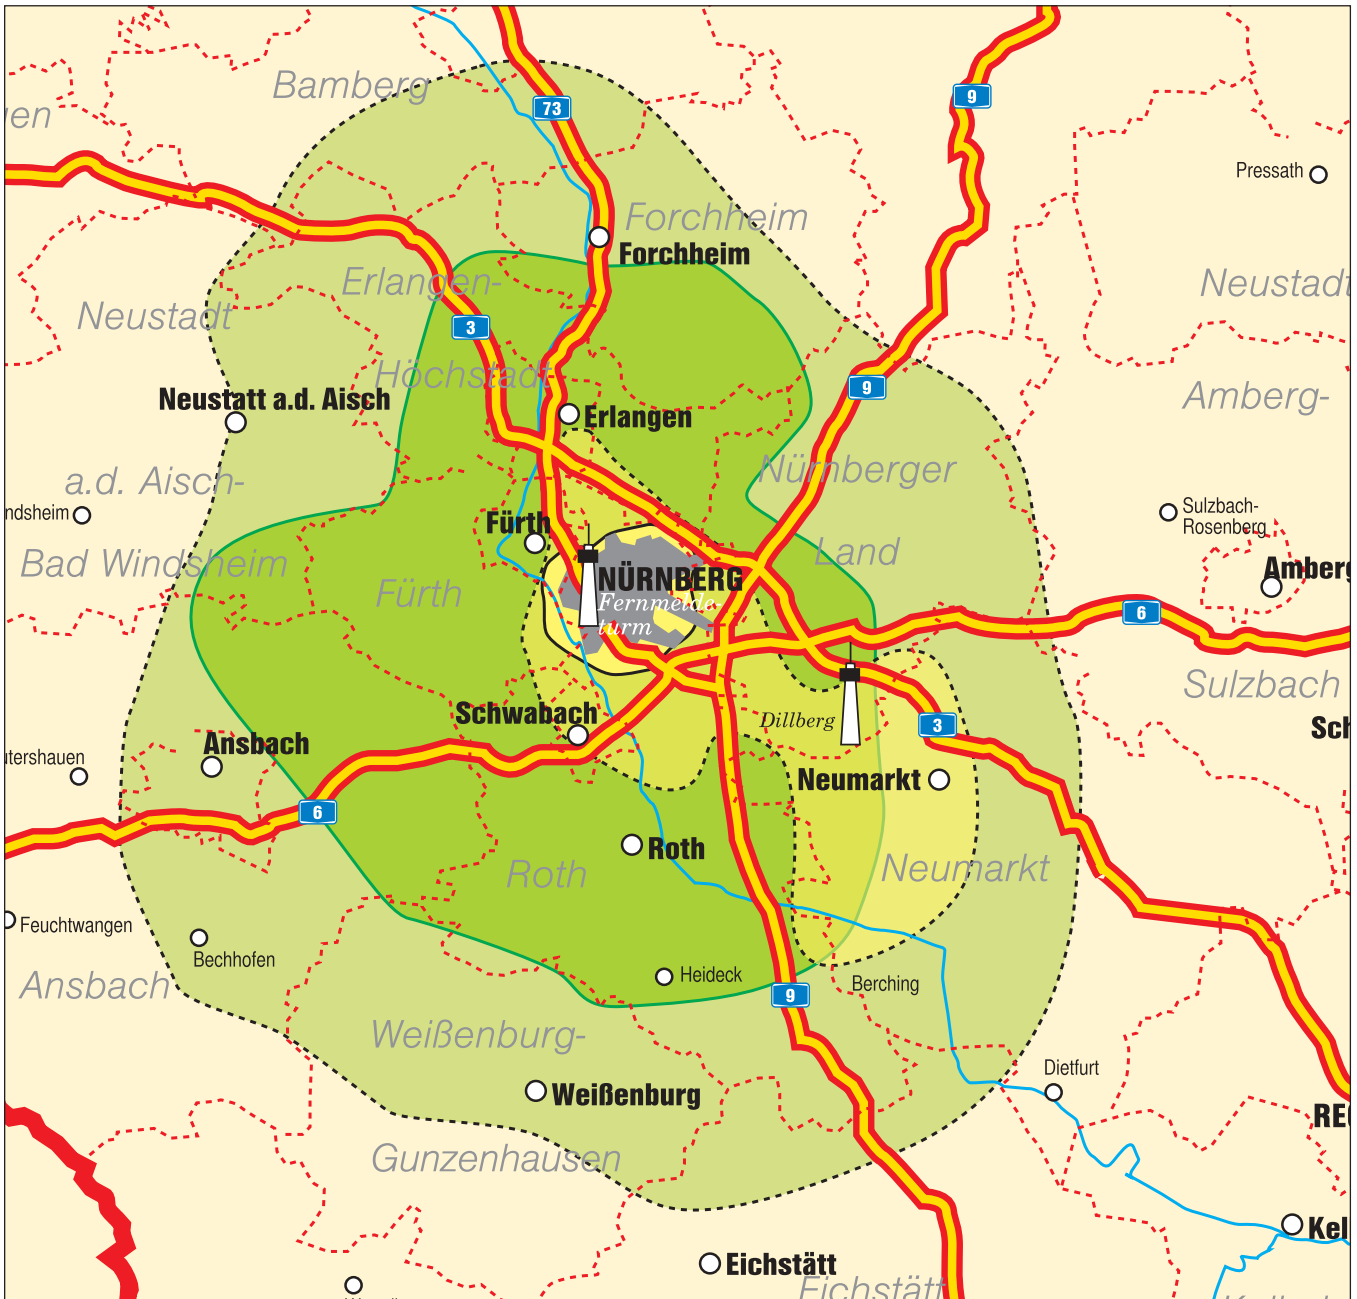 Bamberg
73
9
Pressath
Forchheim
Forchheim
Erlangen-
Neustadt
Neustadt
3
Höchstadt
9
Neustatt a.d. Aisch
Amberg-
Erlangen
Nürnberger
a.d. Aisch-
Sulzbach-
Rosenberg
Fürth
Land
Bad Windsheim
NÜRNBERG
Fürth
Fernmelde-
turm
6
Sulzbach
Schwabach
Dillberg
3
Ansbach
Neumarkt
6
Roth
Roth
Neumarkt
Feuchtwangen
Bechhofen
Heideck
Ansbach
Berching
9
Weißenburg-
Dietfurt
Weißenburg
Gunzenhausen
Eichstätt
Eichstätt